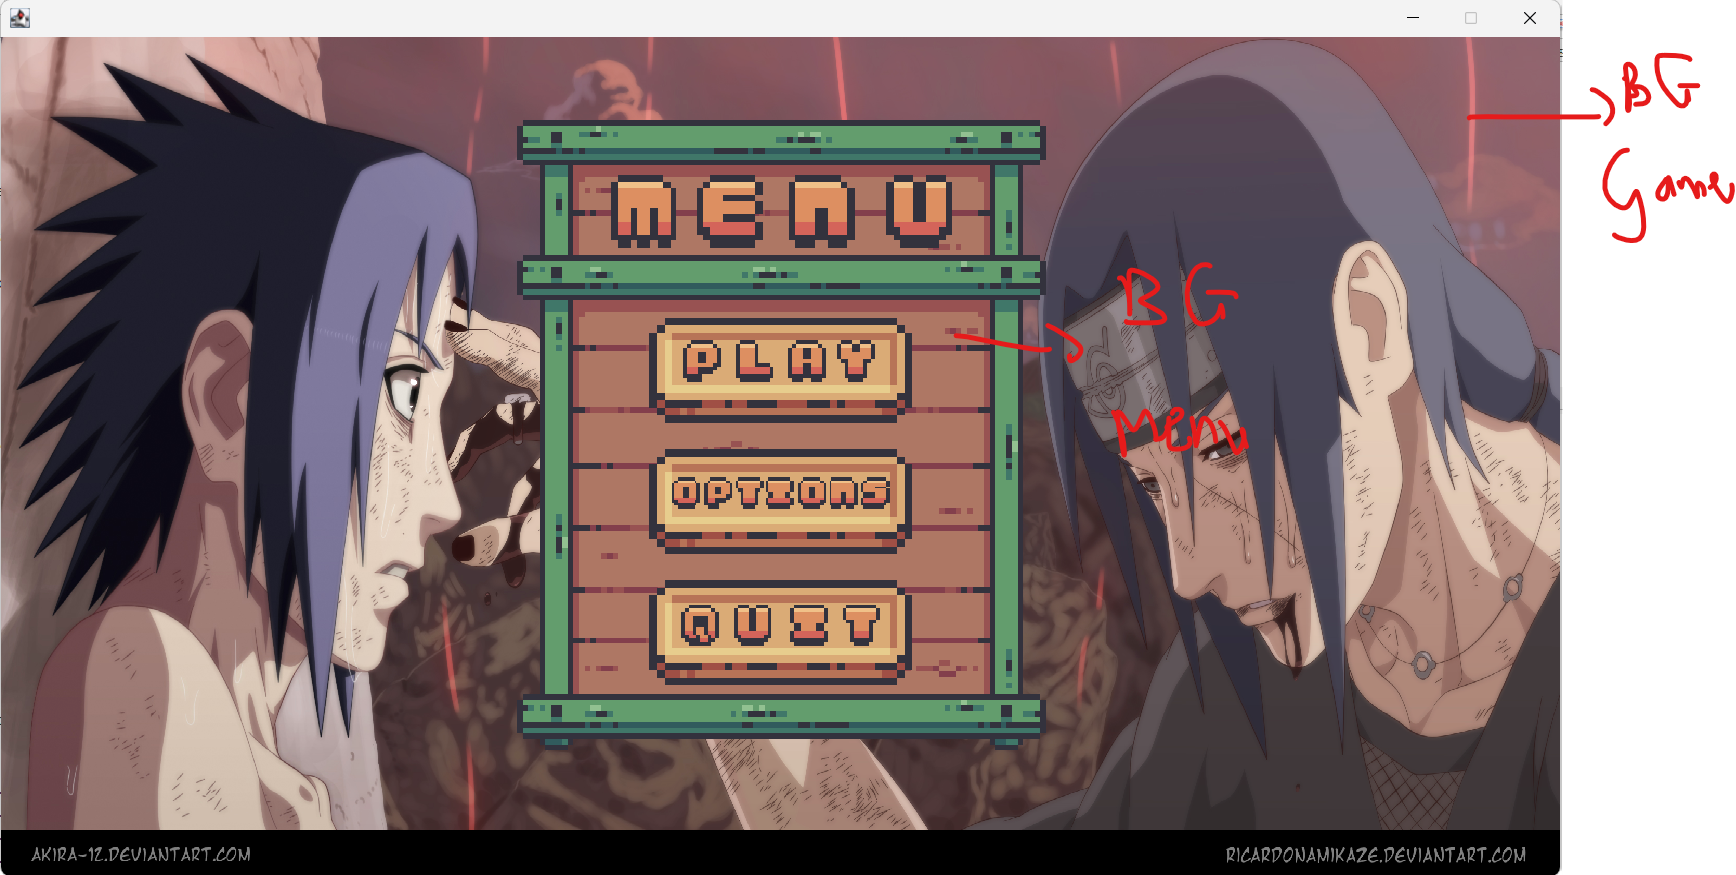 BG
Game
MENU
BG
PLAY
Menu
OPTIONS
QUIT
AKIRA-12.DEVIANTART.COM
RICARDONAMIKAZE.DEVIANTART.COM